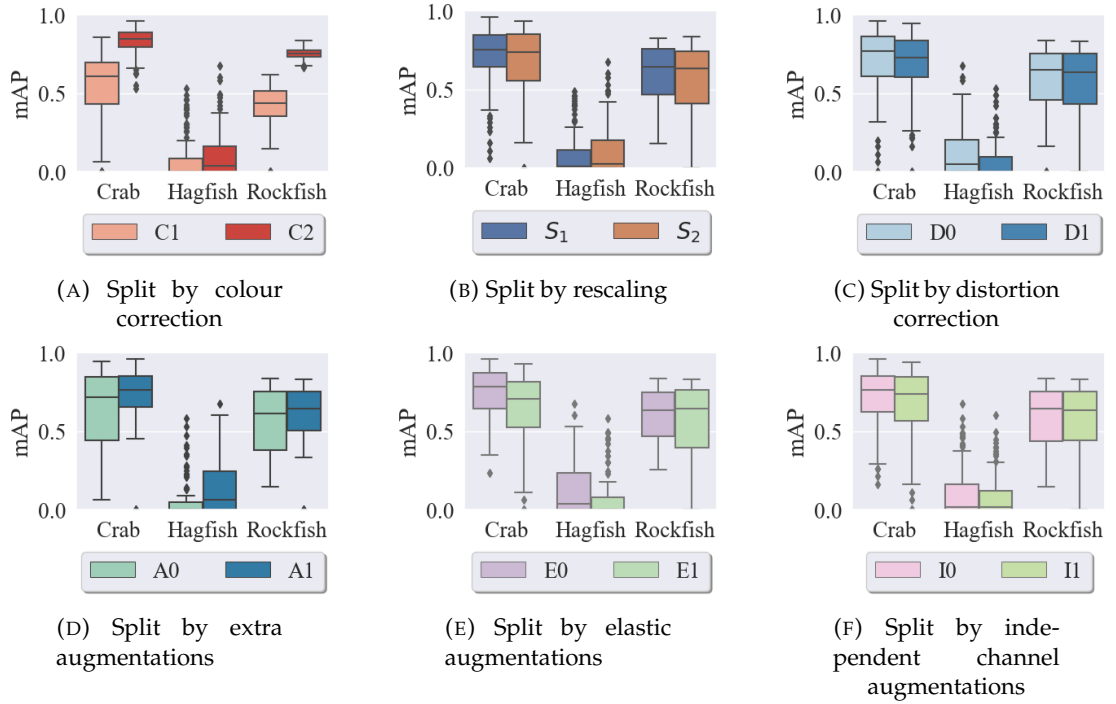 1.0
0.5
0.0
mAP
Crab Hagfish Rockfish
C1 C2
(A) Split by colour
correction
1.0
0.5
0.0
mAP
Crab Hagfish Rockfish
S1 S2
(B) Split by rescaling
1.0
0.5
0.0
mAP
Crab Hagfish Rockfish
D0 D1
(C) Split by distortion
correction
1.0
0.5
0.0
mAP
Crab Hagfish Rockfish
A0 A1
(D) Split by extra
augmentations
1.0
0.5
0.0
mAP
Crab Hagfish Rockfish
E0 E1
(E) Split by elastic
augmentations
1.0
0.5
0.0
mAP
Crab Hagfish Rockfish
I0 I1
(F) Split by inde-
pendent channel
augmentations